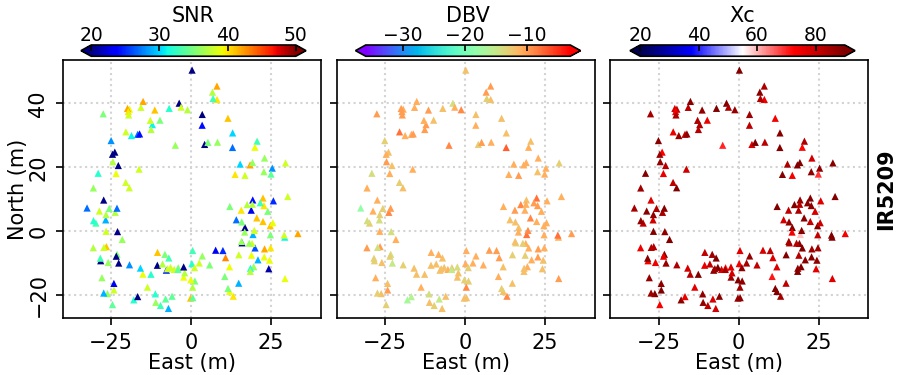 SNR DBV Xc
20 30 40 50 −30 −20 −10 20 40 60 80
40
20
0
−20
North (m)
−25 0 25 −25 0 25 −25 0 25
East (m) East (m) East (m)
IR5209